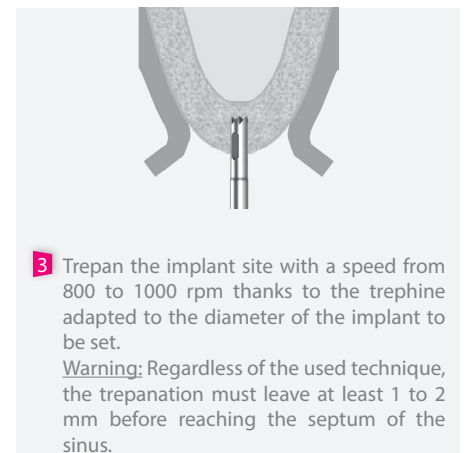 3 Trepan the implant site with a speed from
800 to 1000 rpm thanks to the trephine
adapted to the diameter of the implant to
be set.
Warning: Regardless of the used technique,
the trepanation must leave at least 1 to 2
mm before reaching the septum of the
sinus.